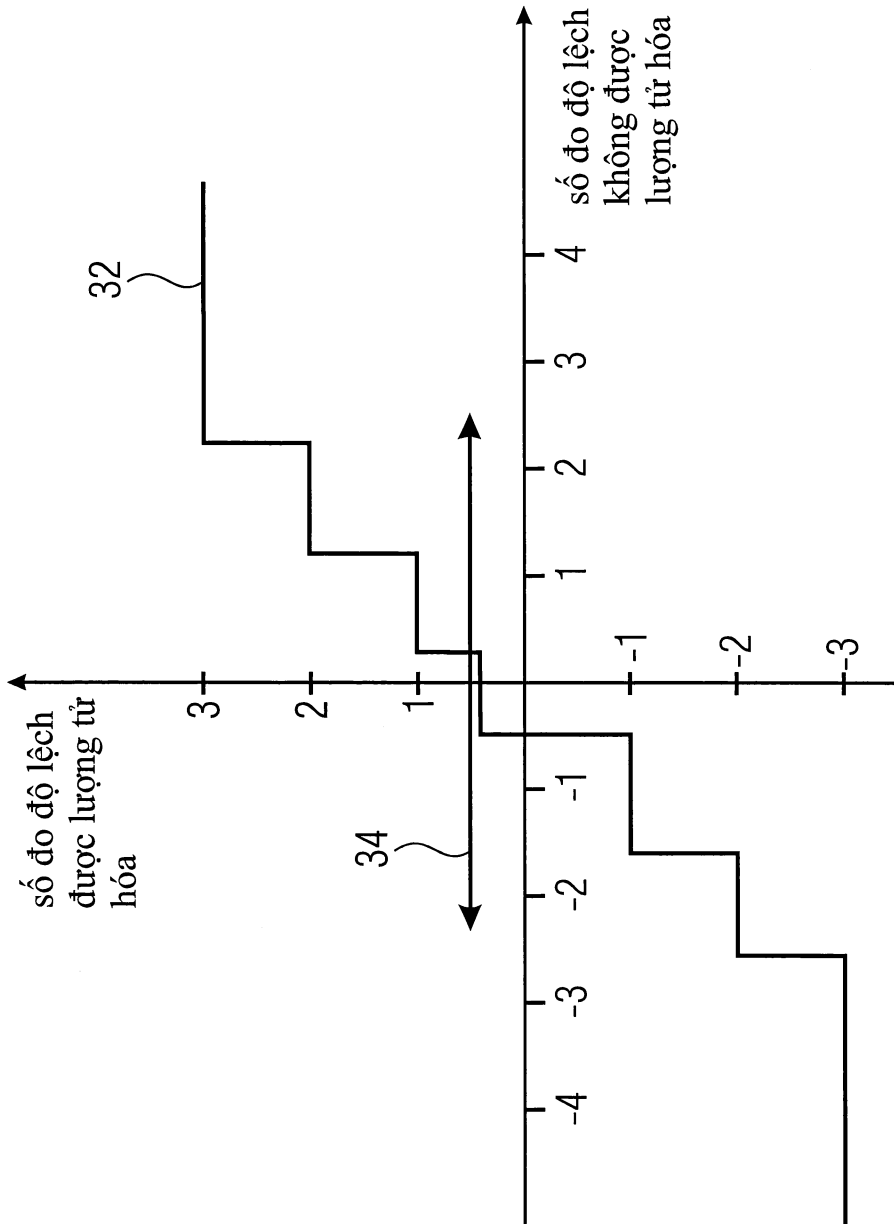 số đo độ lệch
được lượng tử
hóa
32
3
2
34
1
-4 -3 -2 -1 1 2 3 4
số đo độ lệch
không được
lượng tử hóa
-1
-2
-3